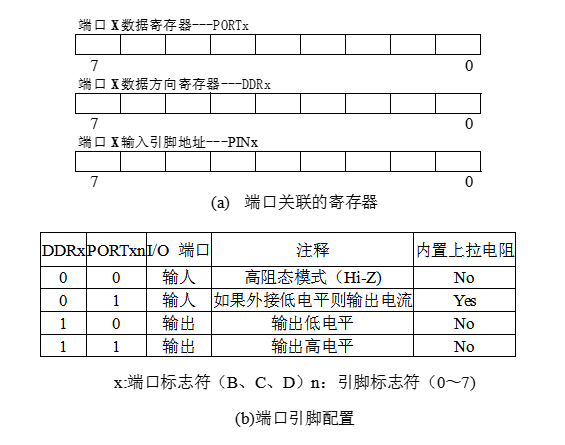 端口 X数据寄存器---PORTx
7 0
端口 X数据方向寄存器---DDRx
7 0
端口 X输入引脚地址---PINx
7 0
(a) 端口关联的寄存器
DDRx PORTxn I/O 端口 注释 内置上拉电阻
0 0 输人 高阻态模式（Hi-Z) No
0 1 输人 如果外接低电平则输出电流 Yes
1 0 输出 输出低电平 No
1 1 输出 输出高电平 No
x:端口标志符（B、C、D）n：引脚标志符（0～7)
(b)端口引脚配置